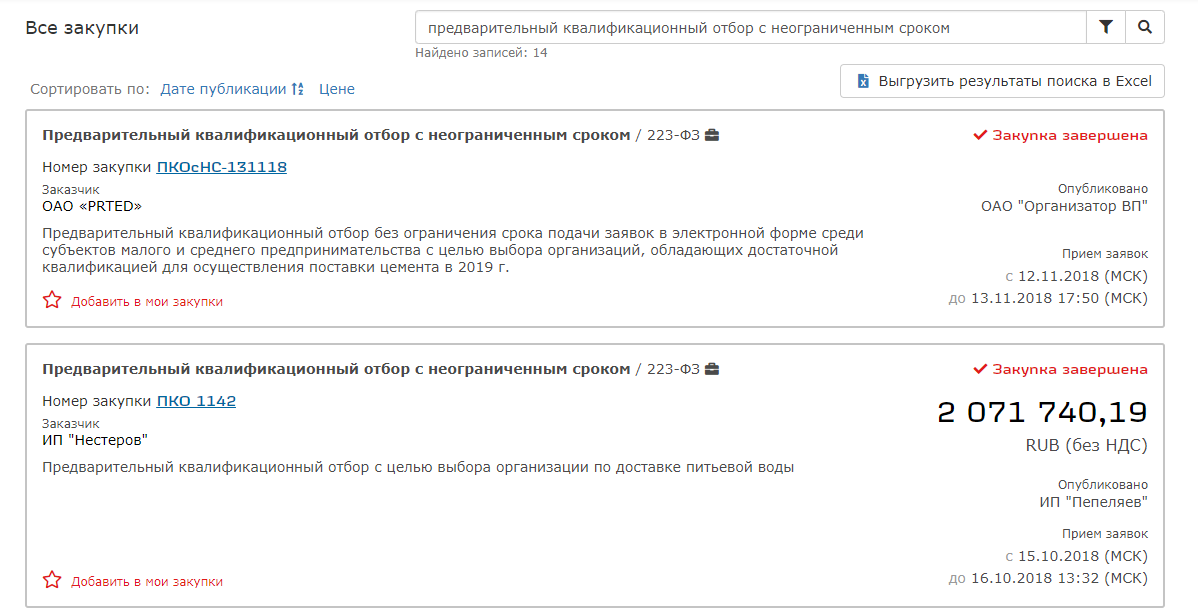 Все закупки
предварительный квалификационный отбор с неограниченным сроком
Найдено записей: 14
Сортировать по: Дате публикации Цене
Выгрузить результаты поиска в Excel
Предварительный квалификационный отбор с неограниченным сроком / 223-ФЗ
Закупка завершена
Номер закупки ПКОсНС-131118
Заказчик
ОАО «PRTED»
Опубликовано
ОАО "Организатор ВП"
Предварительный квалификационный отбор без ограничения срока подачи заявок в электронной форме среди
субъектов малого и среднего предпринимательства с целью выбора организаций, обладающих достаточной
квалификацией для осуществления поставки цемента в 2019 г.
Прием заявок
с 12.11.2018 (МСК)
до 13.11.2018 17:50 (МСК)
Добавить в мои закупки
Предварительный квалификационный отбор с неограниченным сроком / 223-ФЗ
Закупка завершена
Номер закупки ПКО 1142
Заказчик
ИП "Нестеров"
2 071 740,19
RUB (без НДС)
Предварительный квалификационный отбор с целью выбора организации по доставке питьевой воды
Опубликовано
ИП "Пепеляев"
Прием заявок
с 15.10.2018 (МСК)
до 16.10.2018 13:32 (МСК)
Добавить в мои закупки